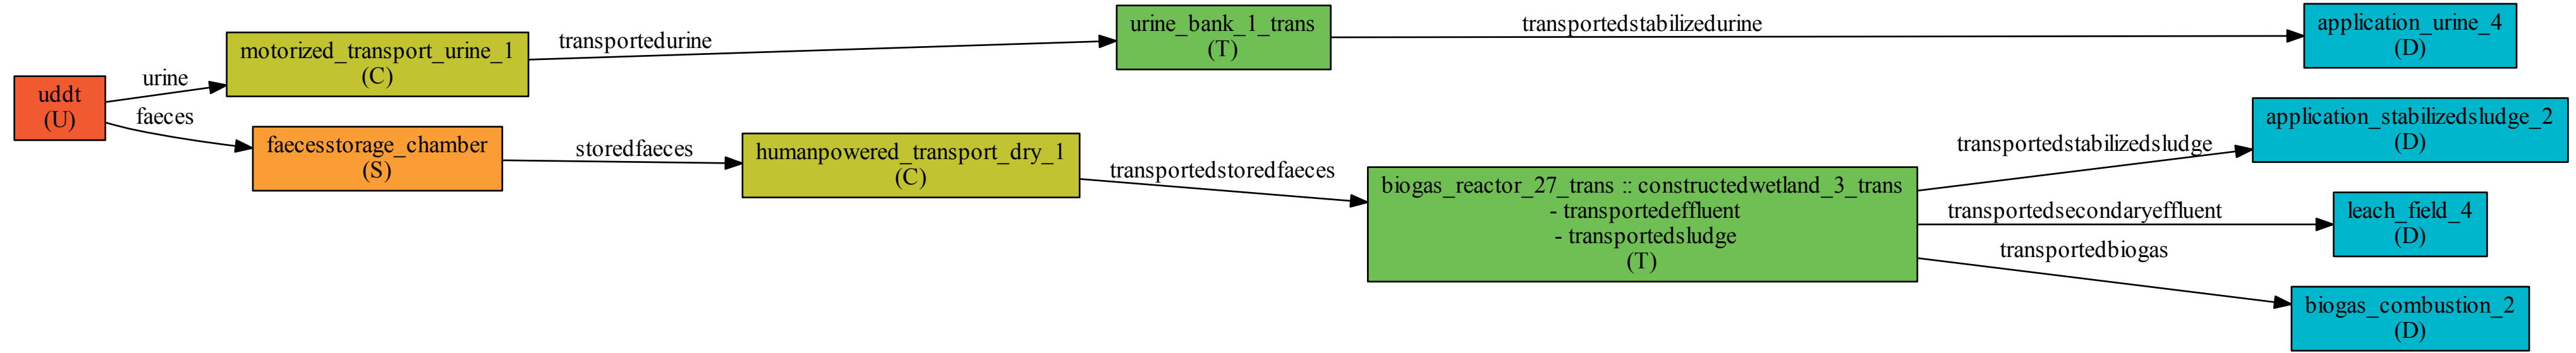 uddt
(U)
urine
faeces
motorized_transport_urine_1
(C)
transportedurine
urine_bank_1_trans
(T)
transportedstabilizedurine
application_urine_4
(D)
faecesstorage_chamber
(S)
storedfaeces
humanpowered_transport_dry_1
(C)
transportedstoredfaeces
biogas_reactor_27_trans :: constructedwetland_3_trans
- transportedeffluent
- transportedsludge
(T)
transportedstabilizedsludge
application_stabilizedsludge_2
(D)
transportedsecondaryeffluent
leach_field_4
(D)
transportedbiogas
biogas_combustion_2
(D)